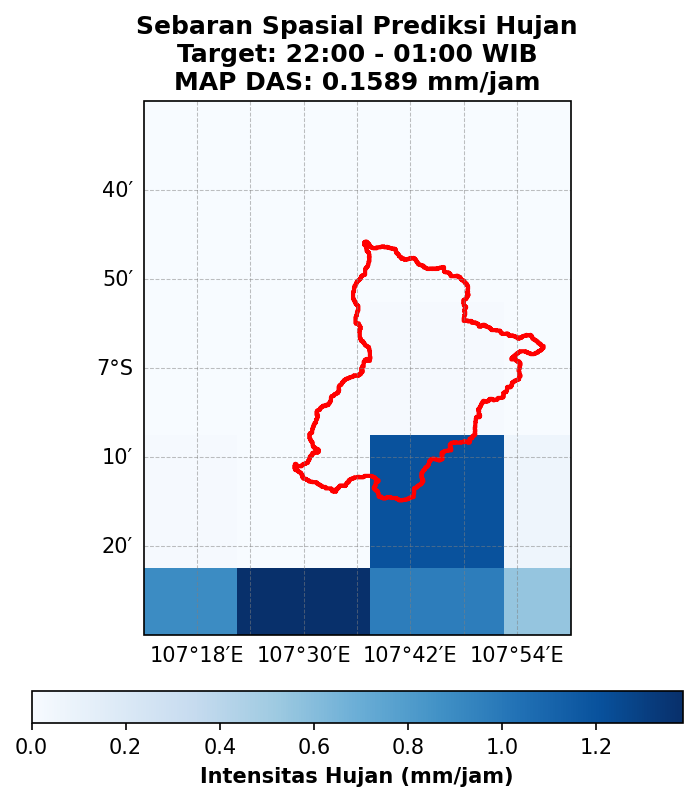 Sebaran Spasial Prediksi Hujan
Target: 22:00 - 01:00 WIB
MAP DAS: 0.1589 mm/jam
40′
50′
7°S
10′
20′
107°18′E 107°30′E 107°42′E 107°54′E
0.0 0.2 0.4 0.6 0.8 1.0 1.2
Intensitas Hujan (mm/jam)